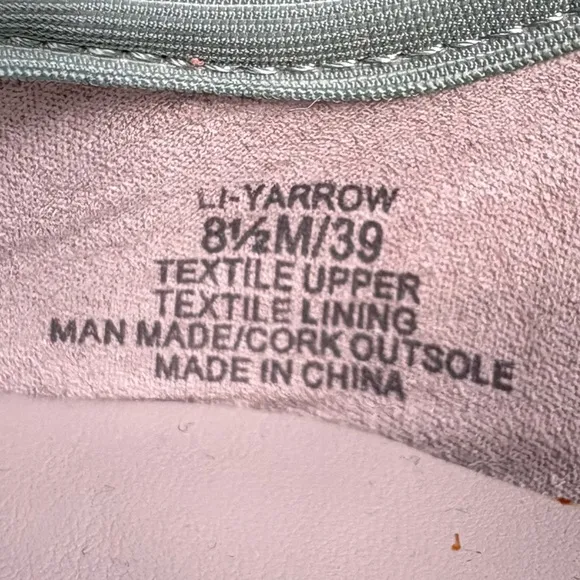 LI-YARROW
8½M/39
TEXTILE UPPER
TEXTILE LINING
MAN MADE/CORK OUTSOLE
MADE IN CHINA